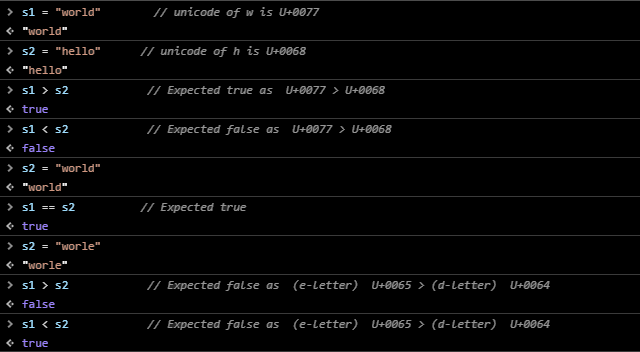 > s1 = "world" // unicode of w is U+0077
"world"
> s2 = "hello" // unicode of h is U+0068
"hello"
> s1 > s2 // Expected true as U+0077 > U+0068
true
> s1 < s2 // Expected false as U+0077 > U+0068
false
> s2 = "world"
"world"
> s1 == s2 // Expected true
true
> s2 = "worle"
"worle"
> s1 > s2 // Expected false as (e-letter) U+0065 > (d-letter) U+0064
false
> s1 < s2 // Expected false as (e-letter) U+0065 > (d-letter) U+0064
true